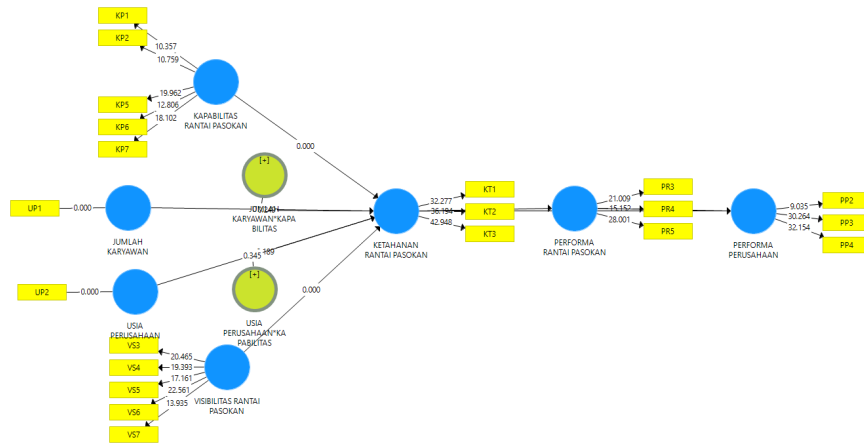 KP1
KP2
10.357
10.759
19.962
12.806
18.102
KP5
KP6
KP7
KAPABILITAS
RANTAI PASOKAN
0.000
[+]
JUMLAH
KARYAWAN*KAPA
BILITAS
UP1
0.000
JUMLAH
KARYAWAN
UP2
0.000
USIA
PERUSAHAAN
0.345
[+]
USIA
PERUSAHAAN*KA
PABILITAS
0.000
VS3
VS4
VS5
VS6
VS7
20.465
19.393
17.161
22.561
13.935
VISIBILITAS RANTAI
PASOKAN
KETAHANAN
RANTAI PASOKAN
32.277
36.194
42.948
KT1
KT2
KT3
PERFORMA
RANTAI PASOKAN
21.009
15.152
28.001
PR3
PR4
PR5
PERFORMA
PERUSAHAAN
9.035
30.264
32.154
PP2
PP3
PP4